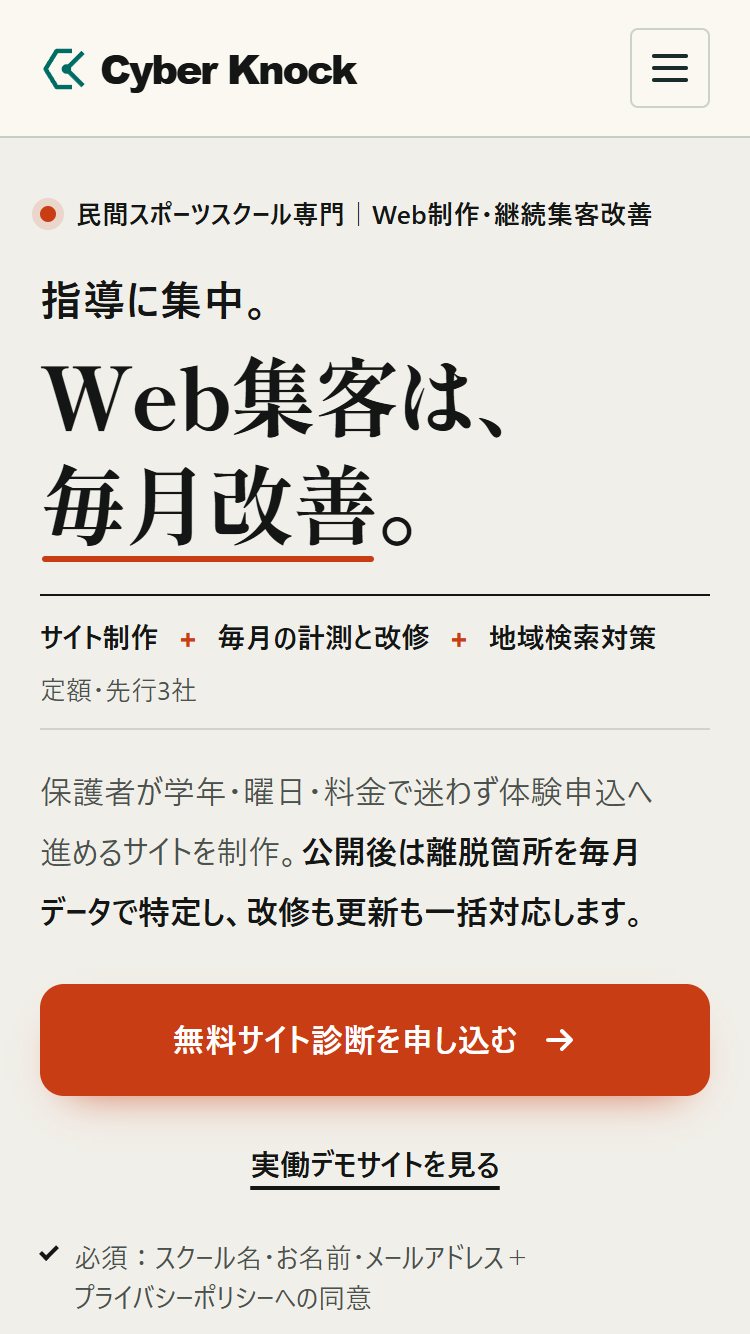 Cyber Knock
民間スポーツスクール専門｜Web制作・継続集客改善
指導に集中。
Web集客は、
毎月改善。
サイト制作 + 毎月の計測と改修 + 地域検索対策
定額・先行3社
保護者が学年・曜日・料金で迷わず体験申込へ
進めるサイトを制作。公開後は離脱箇所を毎月
データで特定し、改修も更新も一括対応します。
無料サイト診断を申し込む →
実働デモサイトを見る
必須：スクール名・お名前・メールアドレス＋
プライバシーポリシーへの同意